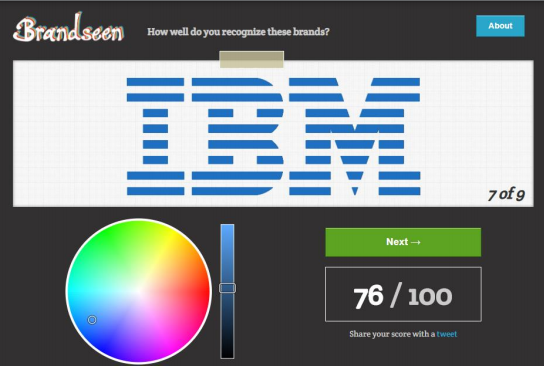 Brandseen
How well do you recognize these brands?
About
IBM
7 of 9
Next →
76 / 100
Share your score with a tweet